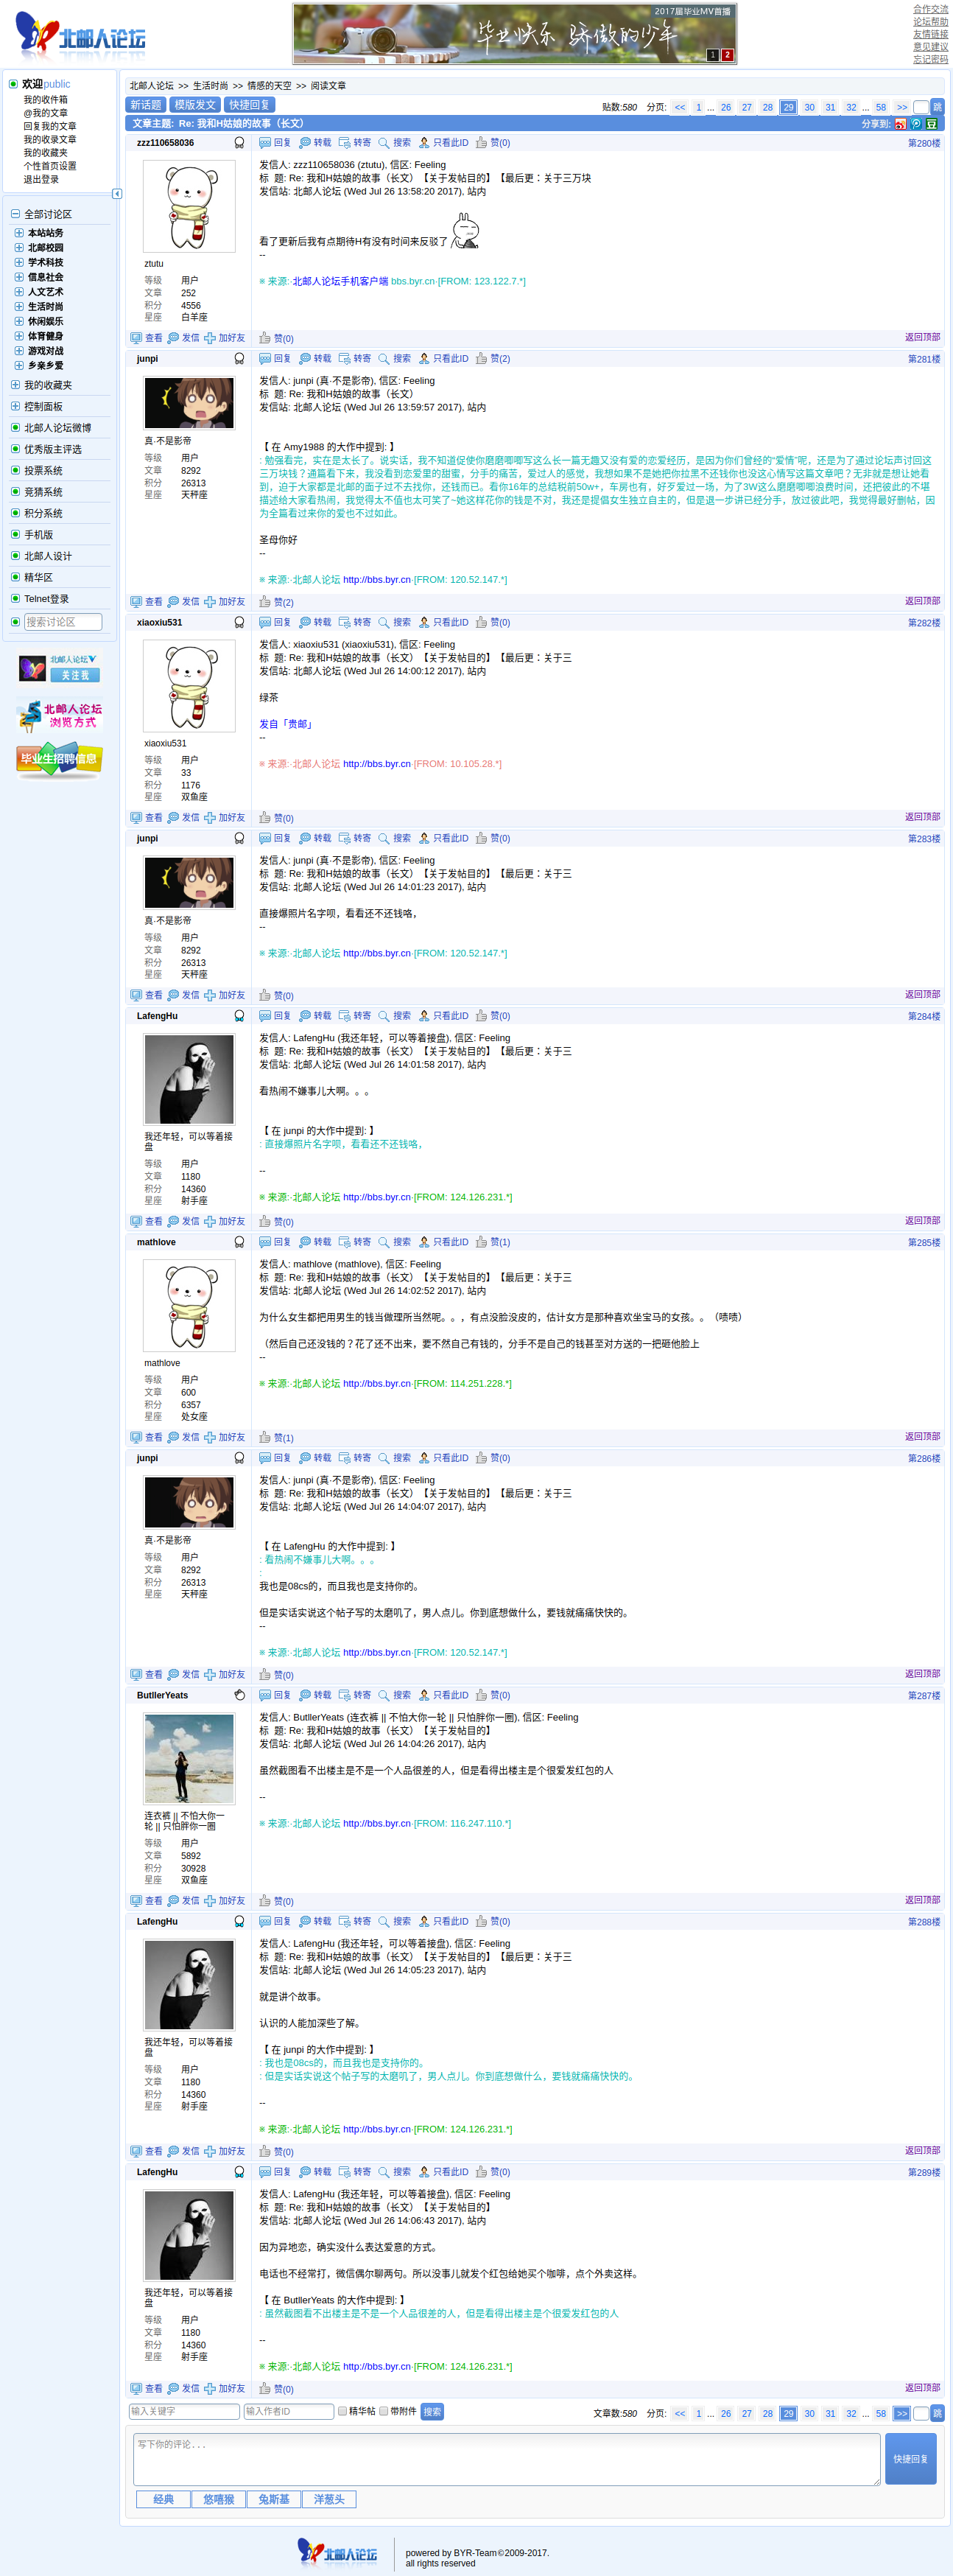 北邮人论坛
2017届毕业MV首播
毕业快乐 骄傲的少年
1 2
合作交流
论坛帮助
友情链接
意见建议
忘记密码
欢迎public
我的收件箱
@我的文章
回复我的文章
我的收录文章
我的收藏夹
个性首页设置
退出登录
全部讨论区
本站站务
北邮校园
学术科技
信息社会
人文艺术
生活时尚
休闲娱乐
体育健身
游戏对战
乡亲乡爱
我的收藏夹
控制面板
北邮人论坛微博
优秀版主评选
投票系统
竞猜系统
积分系统
手机版
北邮人设计
精华区
Telnet登录
搜索讨论区
北邮人论坛
关注我
北邮人论坛
浏览方式
毕业生招聘信息
北邮人论坛 >> 生活时尚 >> 情感的天空 >> 阅读文章
新话题 模版发文 快捷回复
贴数:580 分页: << 1 ... 26 27 28 29 30 31 32 ... 58 >> 跳
文章主题: Re: 我和H姑娘的故事（长文）
分享到:
zzz110658036
回复 转载 转寄 搜索 只看此ID 赞(0) 第280楼
ztutu
等级 用户
文章 252
积分 4556
星座 白羊座
发信人: zzz110658036 (ztutu), 信区: Feeling
标 题: Re: 我和H姑娘的故事（长文）【关于发帖目的】【最后更：关于三万块
发信站: 北邮人论坛 (Wed Jul 26 13:58:20 2017), 站内
看了更新后我有点期待H有没有时间来反驳了
--
※ 来源:·北邮人论坛手机客户端 bbs.byr.cn·[FROM: 123.122.7.*]
查看 发信 加好友 赞(0) 返回顶部
junpi
回复 转载 转寄 搜索 只看此ID 赞(2) 第281楼
真·不是影帝
等级 用户
文章 8292
积分 26313
星座 天秤座
发信人: junpi (真·不是影帝), 信区: Feeling
标 题: Re: 我和H姑娘的故事（长文）
发信站: 北邮人论坛 (Wed Jul 26 13:59:57 2017), 站内
【 在 Amy1988 的大作中提到: 】
: 勉强看完，实在是太长了。说实话，我不知道促使你磨磨唧唧写这么长一篇无趣又没有爱的恋爱经历，是因为你们曾经的“爱情”呢，还是为了通过论坛声讨回这
三万块钱？通篇看下来，我没看到恋爱里的甜蜜，分手的痛苦，爱过人的感觉，我想如果不是她把你拉黑不还钱你也没这心情写这篇文章吧？无非就是想让她看
到，迫于大家都是北邮的面子过不去找你，还钱而已。看你16年的总结税前50w+，车房也有，好歹爱过一场，为了3W这么磨磨唧唧浪费时间，还把彼此的不堪
描述给大家看热闹，我觉得太不值也太可笑了~她这样花你的钱是不对，我还是提倡女生独立自主的，但是退一步讲已经分手，放过彼此吧，我觉得最好删帖，因
为全篇看过来你的爱也不过如此。
圣母你好
--
※ 来源:·北邮人论坛 http://bbs.byr.cn·[FROM: 120.52.147.*]
查看 发信 加好友 赞(2) 返回顶部
xiaoxiu531
回复 转载 转寄 搜索 只看此ID 赞(0) 第282楼
xiaoxiu531
等级 用户
文章 33
积分 1176
星座 双鱼座
发信人: xiaoxiu531 (xiaoxiu531), 信区: Feeling
标 题: Re: 我和H姑娘的故事（长文）【关于发帖目的】【最后更：关于三
发信站: 北邮人论坛 (Wed Jul 26 14:00:12 2017), 站内
绿茶
发自「贵邮」
--
※ 来源:·北邮人论坛 http://bbs.byr.cn·[FROM: 10.105.28.*]
查看 发信 加好友 赞(0) 返回顶部
junpi
回复 转载 转寄 搜索 只看此ID 赞(0) 第283楼
真·不是影帝
等级 用户
文章 8292
积分 26313
星座 天秤座
发信人: junpi (真·不是影帝), 信区: Feeling
标 题: Re: 我和H姑娘的故事（长文）【关于发帖目的】【最后更：关于三
发信站: 北邮人论坛 (Wed Jul 26 14:01:23 2017), 站内
直接爆照片名字呗，看看还不还钱咯，
--
※ 来源:·北邮人论坛 http://bbs.byr.cn·[FROM: 120.52.147.*]
查看 发信 加好友 赞(0) 返回顶部
LafengHu
回复 转载 转寄 搜索 只看此ID 赞(0) 第284楼
我还年轻，可以等着接
盘
等级 用户
文章 1180
积分 14360
星座 射手座
发信人: LafengHu (我还年轻，可以等着接盘), 信区: Feeling
标 题: Re: 我和H姑娘的故事（长文）【关于发帖目的】【最后更：关于三
发信站: 北邮人论坛 (Wed Jul 26 14:01:58 2017), 站内
看热闹不嫌事儿大啊。。。
【 在 junpi 的大作中提到: 】
: 直接爆照片名字呗，看看还不还钱咯，
--
※ 来源:·北邮人论坛 http://bbs.byr.cn·[FROM: 124.126.231.*]
查看 发信 加好友 赞(0) 返回顶部
mathlove
回复 转载 转寄 搜索 只看此ID 赞(1) 第285楼
mathlove
等级 用户
文章 600
积分 6357
星座 处女座
发信人: mathlove (mathlove), 信区: Feeling
标 题: Re: 我和H姑娘的故事（长文）【关于发帖目的】【最后更：关于三
发信站: 北邮人论坛 (Wed Jul 26 14:02:52 2017), 站内
为什么女生都把用男生的钱当做理所当然呢。。，有点没脸没皮的，估计女方是那种喜欢坐宝马的女孩。。（啧啧）
（然后自己还没钱的？花了还不出来，要不然自己有钱的，分手不是自己的钱甚至对方送的一把砸他脸上
--
※ 来源:·北邮人论坛 http://bbs.byr.cn·[FROM: 114.251.228.*]
查看 发信 加好友 赞(1) 返回顶部
junpi
回复 转载 转寄 搜索 只看此ID 赞(0) 第286楼
真·不是影帝
等级 用户
文章 8292
积分 26313
星座 天秤座
发信人: junpi (真·不是影帝), 信区: Feeling
标 题: Re: 我和H姑娘的故事（长文）【关于发帖目的】【最后更：关于三
发信站: 北邮人论坛 (Wed Jul 26 14:04:07 2017), 站内
【 在 LafengHu 的大作中提到: 】
: 看热闹不嫌事儿大啊。。。
:
我也是08cs的，而且我也是支持你的。
但是实话实说这个帖子写的太磨叽了，男人点儿。你到底想做什么，要钱就痛痛快快的。
--
※ 来源:·北邮人论坛 http://bbs.byr.cn·[FROM: 120.52.147.*]
查看 发信 加好友 赞(0) 返回顶部
ButllerYeats
回复 转载 转寄 搜索 只看此ID 赞(0) 第287楼
连衣裤 || 不怕大你一
轮 || 只怕胖你一圈
等级 用户
文章 5892
积分 30928
星座 双鱼座
发信人: ButllerYeats (连衣裤 || 不怕大你一轮 || 只怕胖你一圈), 信区: Feeling
标 题: Re: 我和H姑娘的故事（长文）【关于发帖目的】
发信站: 北邮人论坛 (Wed Jul 26 14:04:26 2017), 站内
虽然截图看不出楼主是不是一个人品很差的人，但是看得出楼主是个很爱发红包的人
--
※ 来源:·北邮人论坛 http://bbs.byr.cn·[FROM: 116.247.110.*]
查看 发信 加好友 赞(0) 返回顶部
LafengHu
回复 转载 转寄 搜索 只看此ID 赞(0) 第288楼
我还年轻，可以等着接
盘
等级 用户
文章 1180
积分 14360
星座 射手座
发信人: LafengHu (我还年轻，可以等着接盘), 信区: Feeling
标 题: Re: 我和H姑娘的故事（长文）【关于发帖目的】【最后更：关于三
发信站: 北邮人论坛 (Wed Jul 26 14:05:23 2017), 站内
就是讲个故事。
认识的人能加深些了解。
【 在 junpi 的大作中提到: 】
: 我也是08cs的，而且我也是支持你的。
: 但是实话实说这个帖子写的太磨叽了，男人点儿。你到底想做什么，要钱就痛痛快快的。
--
※ 来源:·北邮人论坛 http://bbs.byr.cn·[FROM: 124.126.231.*]
查看 发信 加好友 赞(0) 返回顶部
LafengHu
回复 转载 转寄 搜索 只看此ID 赞(0) 第289楼
我还年轻，可以等着接
盘
等级 用户
文章 1180
积分 14360
星座 射手座
发信人: LafengHu (我还年轻，可以等着接盘), 信区: Feeling
标 题: Re: 我和H姑娘的故事（长文）【关于发帖目的】
发信站: 北邮人论坛 (Wed Jul 26 14:06:43 2017), 站内
因为异地恋，确实没什么表达爱意的方式。
电话也不经常打，微信偶尔聊两句。所以没事儿就发个红包给她买个咖啡，点个外卖这样。
【 在 ButllerYeats 的大作中提到: 】
: 虽然截图看不出楼主是不是一个人品很差的人，但是看得出楼主是个很爱发红包的人
--
※ 来源:·北邮人论坛 http://bbs.byr.cn·[FROM: 124.126.231.*]
查看 发信 加好友 赞(0) 返回顶部
输入关键字 输入作者ID 精华帖 带附件 搜索
文章数:580 分页: << 1 ... 26 27 28 29 30 31 32 ... 58 >> 跳
写下你的评论...
快捷回复
经典 悠嘻猴 兔斯基 洋葱头
北邮人论坛
powered by BYR-Team©2009-2017.
all rights reserved